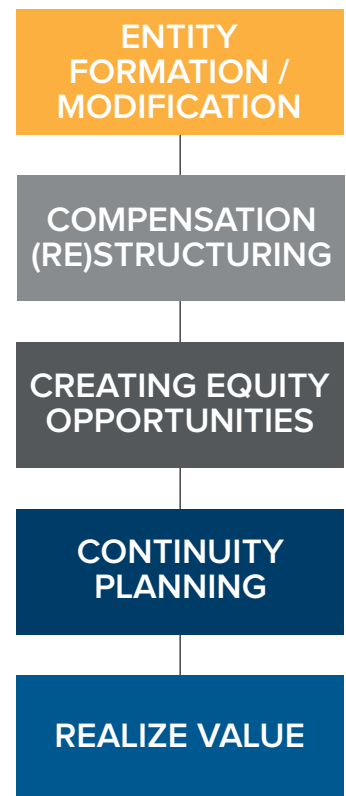 ENTITY
FORMATION /
MODIFICATION
COMPENSATION
(RE)STRUCTURING
CREATING EQUITY
OPPORTUNITIES
CONTINUITY
PLANNING
REALIZE VALUE